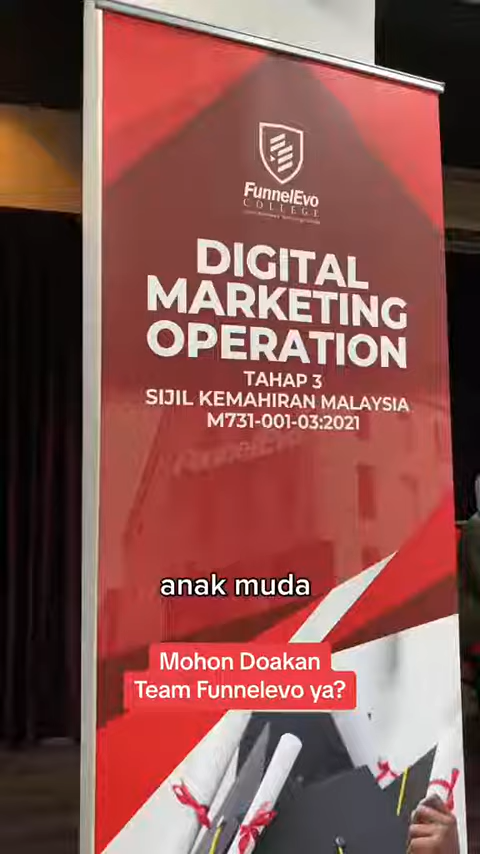 FunnelEvo
COLLEGE
DIGITAL
MARKETING
OPERATION
TAHAP 3
SIJIL KEMAHIRAN MALAYSIA
M731-001-03:2021
FunnelEvo
anak muda
Mohon Doakan
Team Funnelevo ya?